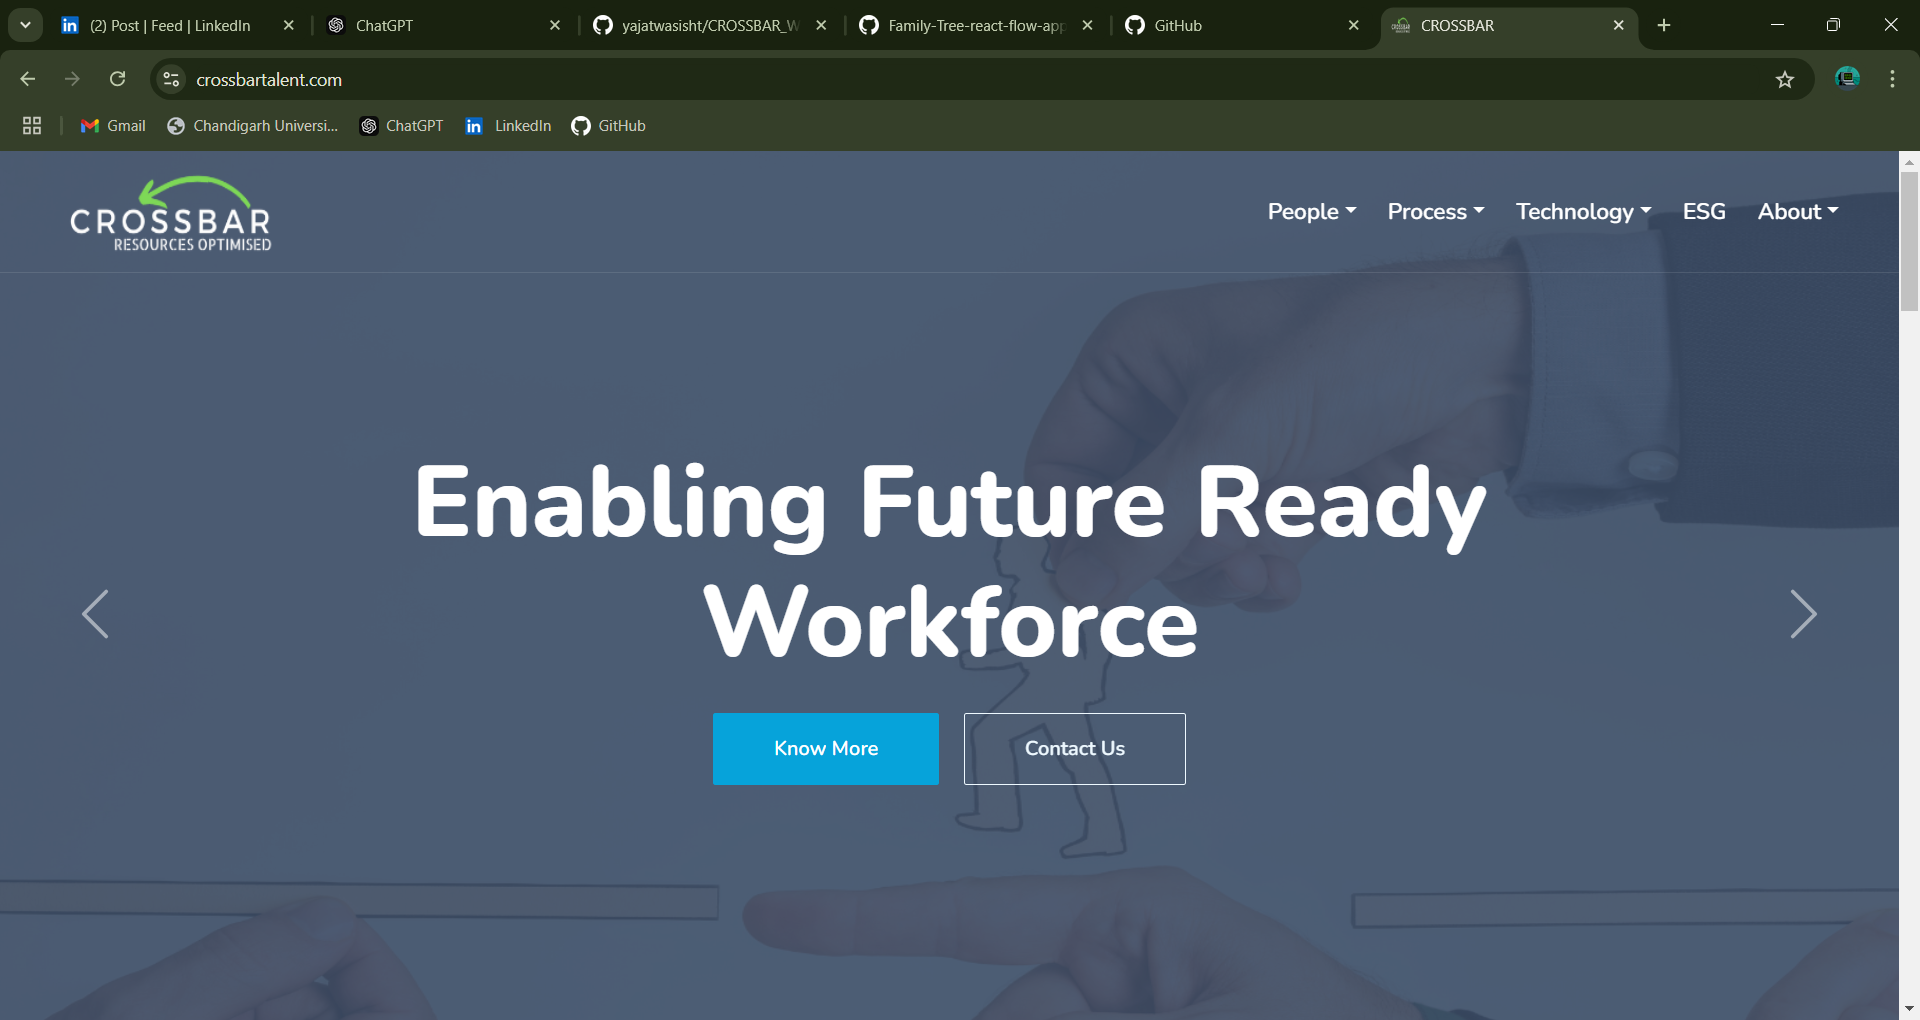 (2) Post | Feed | LinkedIn
ChatGPT
yajatwasisht/CROSSBAR_W
Family-Tree-react-flow-app
GitHub
CROSSBAR
crossbartalent.com
Gmail
Chandigarh Universi...
ChatGPT
LinkedIn
GitHub
CROSSBAR
RESOURCES OPTIMISED
People
Process
Technology
ESG
About
Enabling Future Ready
Workforce
Know More
Contact Us